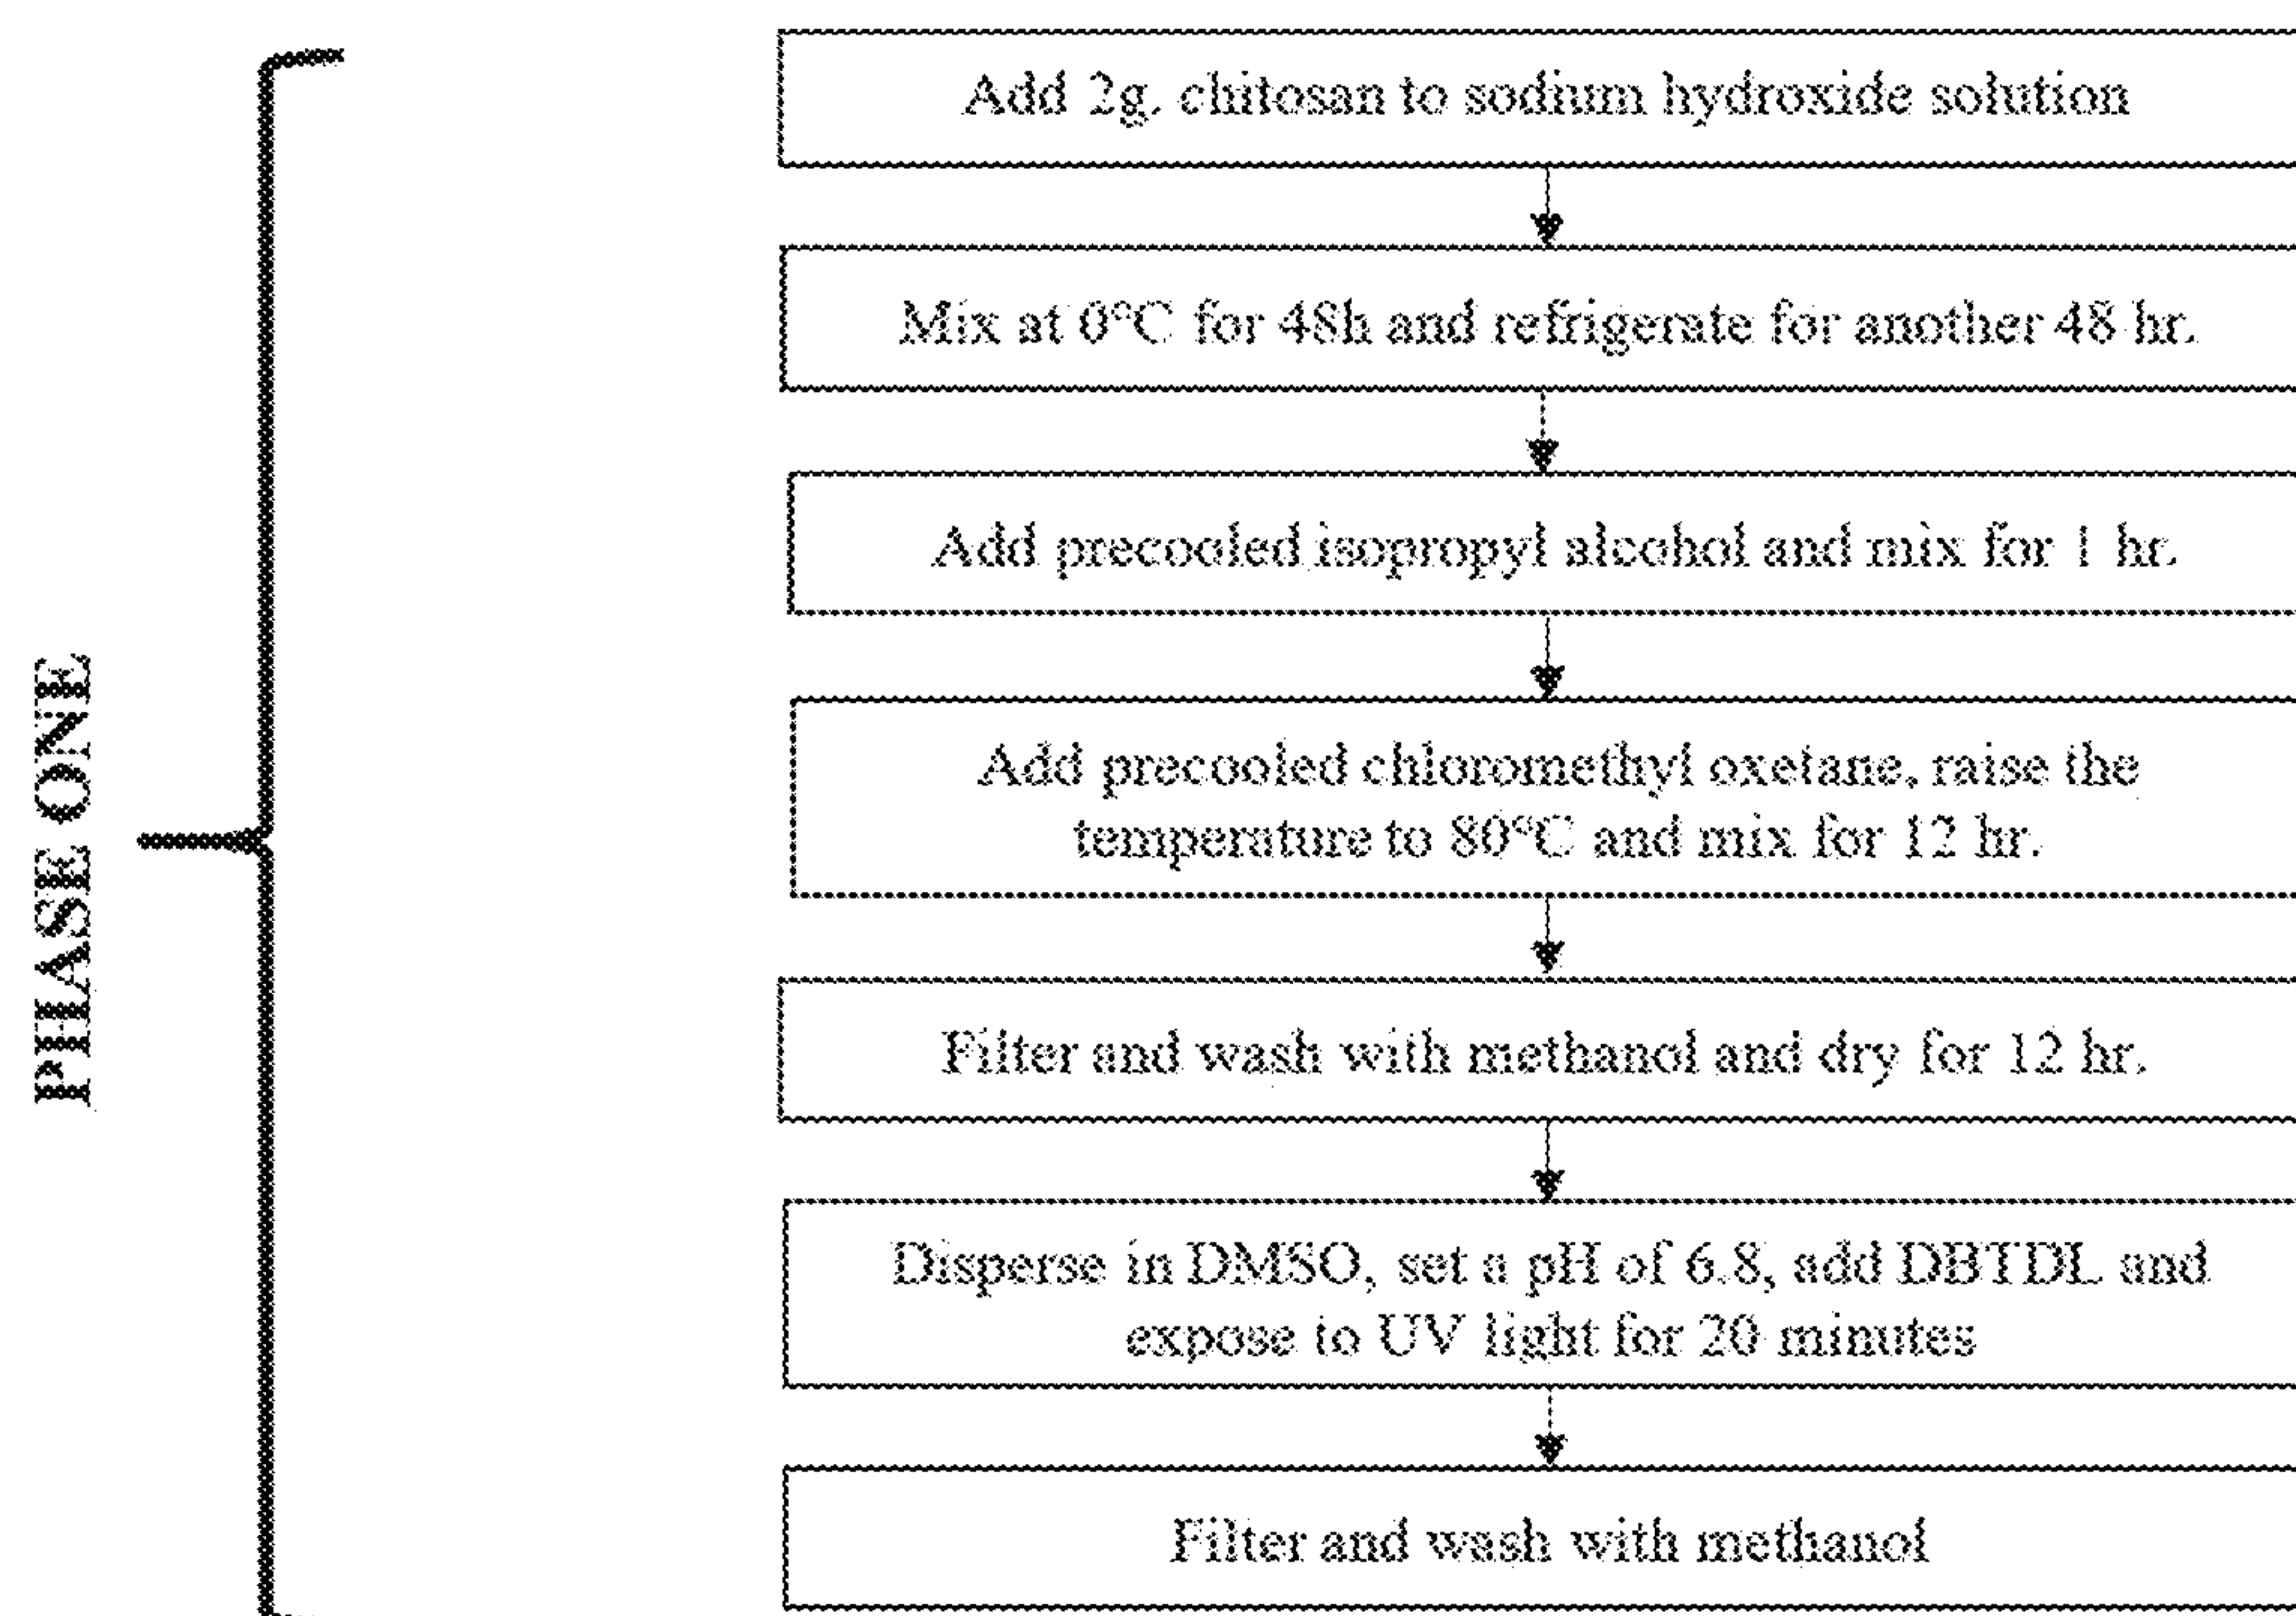 PHASE ONE
Add 2g. chitosan to sodium hydroxide solution
Mix at 0°C for 48h and refrigerate for another 48 hr.
Add precooled isopropyl alcohol and mix for 1 hr.
Add precooled chloromethyl oxetane, raise the
temperature to 80°C and mix for 12 hr.
Filter and wash with methanol and dry for 12 hr.
Disperse in DMSO, set a pH of 6.8, add DBTDL and
expose to UV light for 20 minutes
Filter and wash with methanol